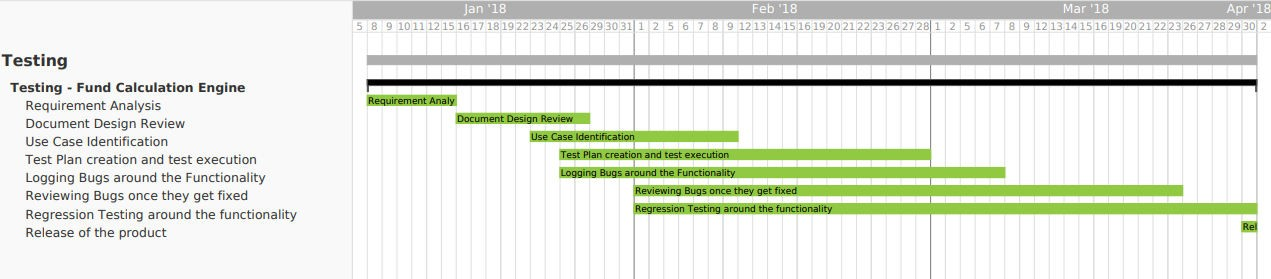 Jan '18 Feb '18 Mar '18 Apr '18
5 8 9 10 11 12 15 16 17 18 19 22 23 24 25 26 29 30 31 1 2 5 6 7 8 9 12 13 14 15 16 19 20 21 22 23 26 27 28 1 2 5 6 7 8 9 12 13 14 15 16 19 20 21 22 23 26 27 28 29 30 2
Testing
Testing - Fund Calculation Engine
Requirement Analysis Requirement Analy
Document Design Review Document Design Review
Use Case Identification Use Case Identification
Test Plan creation and test execution Test Plan creation and test execution
Logging Bugs around the Functionality Logging Bugs around the Functionality
Reviewing Bugs once they get fixed Reviewing Bugs once they get fixed
Regression Testing around the functionality Regression Testing around the functionality
Release of the product Rel